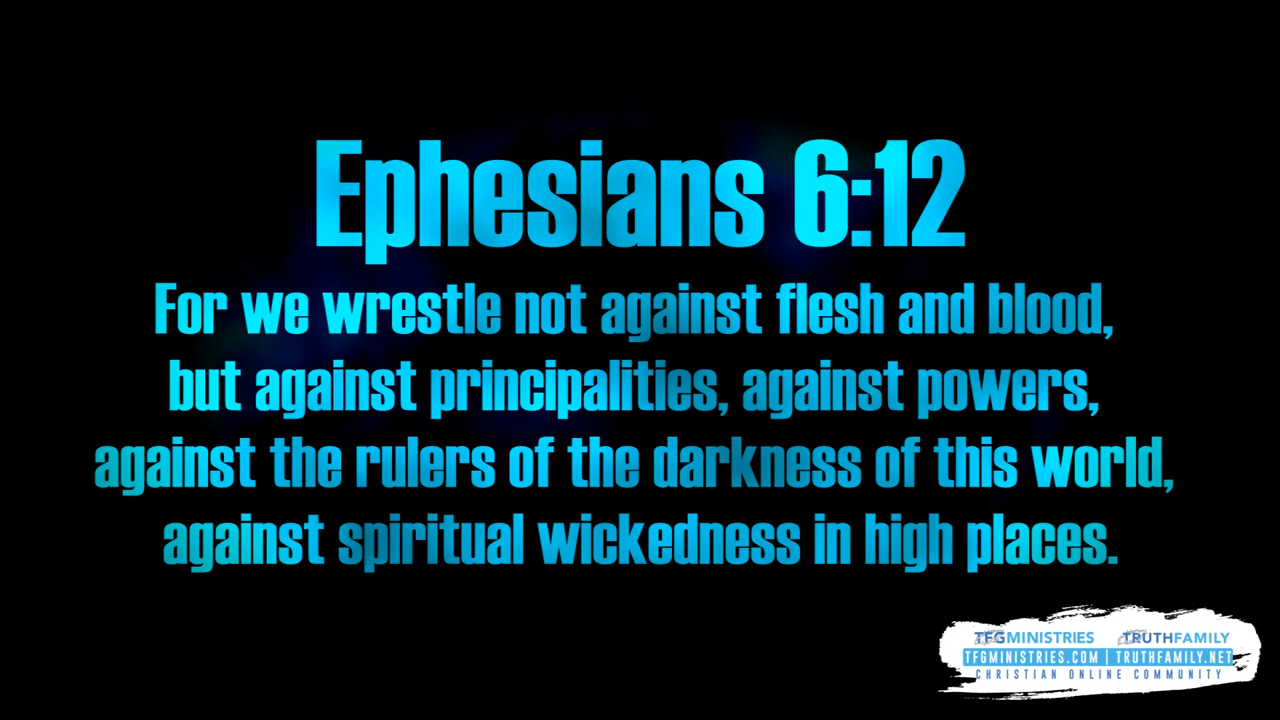 Ephesians 6:12
For we wrestle not against flesh and blood,
but against principalities, against powers,
against the rulers of the darkness of this world,
against spiritual wickedness in high places.
TFGMINISTRIES TRUTHFAMILY
TFGMINISTRIES.COM | TRUTHFAMILY.NET
CHRISTIAN ONLINE COMMUNITY